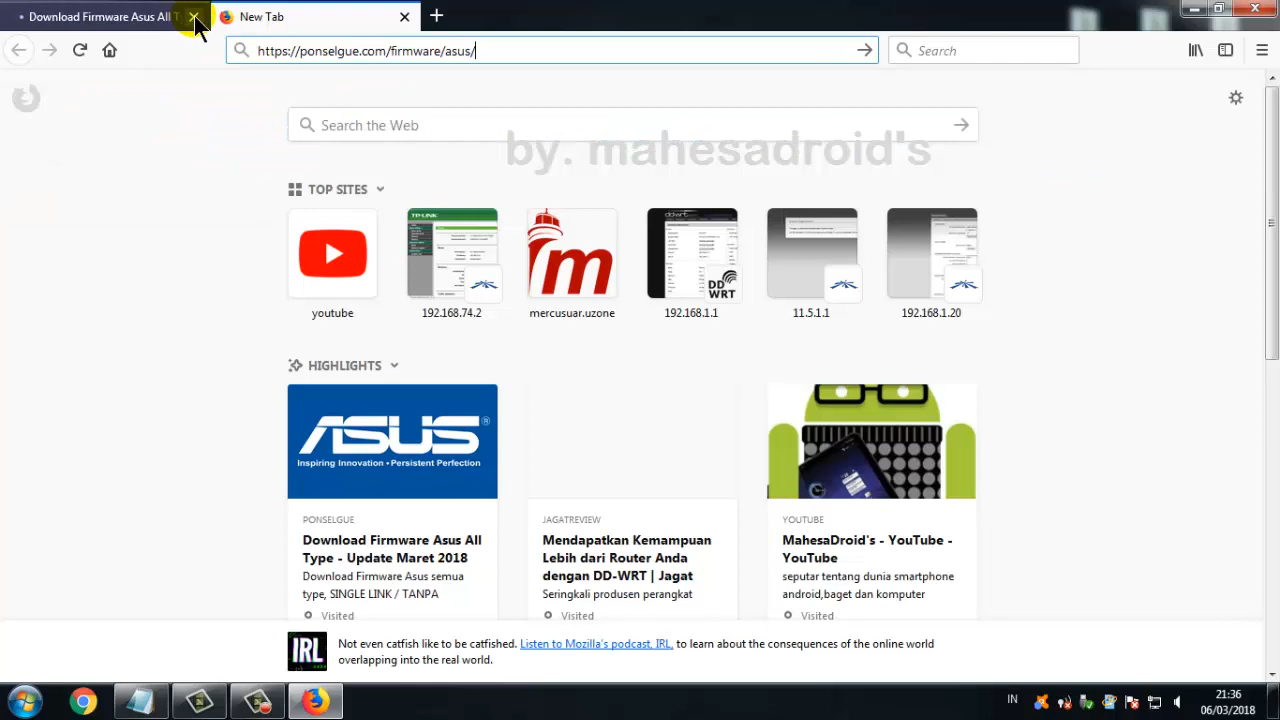 Download Firmware Asus All T
New Tab
https://ponselgue.com/firmware/asus/
Search
Search the Web
by. mahesadroid's
TOP SITES
TP-LINK
dd-wrt
DD
WRT
m
youtube
192.168.74.2
mercusuar.uzone
192.168.1.1
11.5.1.1
192.168.1.20
HIGHLIGHTS
ASUS®
Inspiring Innovation • Persistent Perfection
PONSELGUE
Download Firmware Asus All
Type - Update Maret 2018
Download Firmware Asus semua
type, SINGLE LINK / TANPA
Visited
JAGATREVIEW
Mendapatkan Kemampuan
Lebih dari Router Anda
dengan DD-WRT | Jagat
Seringkali produsen perangkat
Visited
YOUTUBE
MahesaDroid's - YouTube -
YouTube
seputar tentang dunia smartphone
android,baget dan komputer
Visited
IRL
Not even catfish like to be catfished. Listen to Mozilla's podcast, IRL, to learn about the consequences of the online world
overlapping into the real world.
IN
21:36
06/03/2018